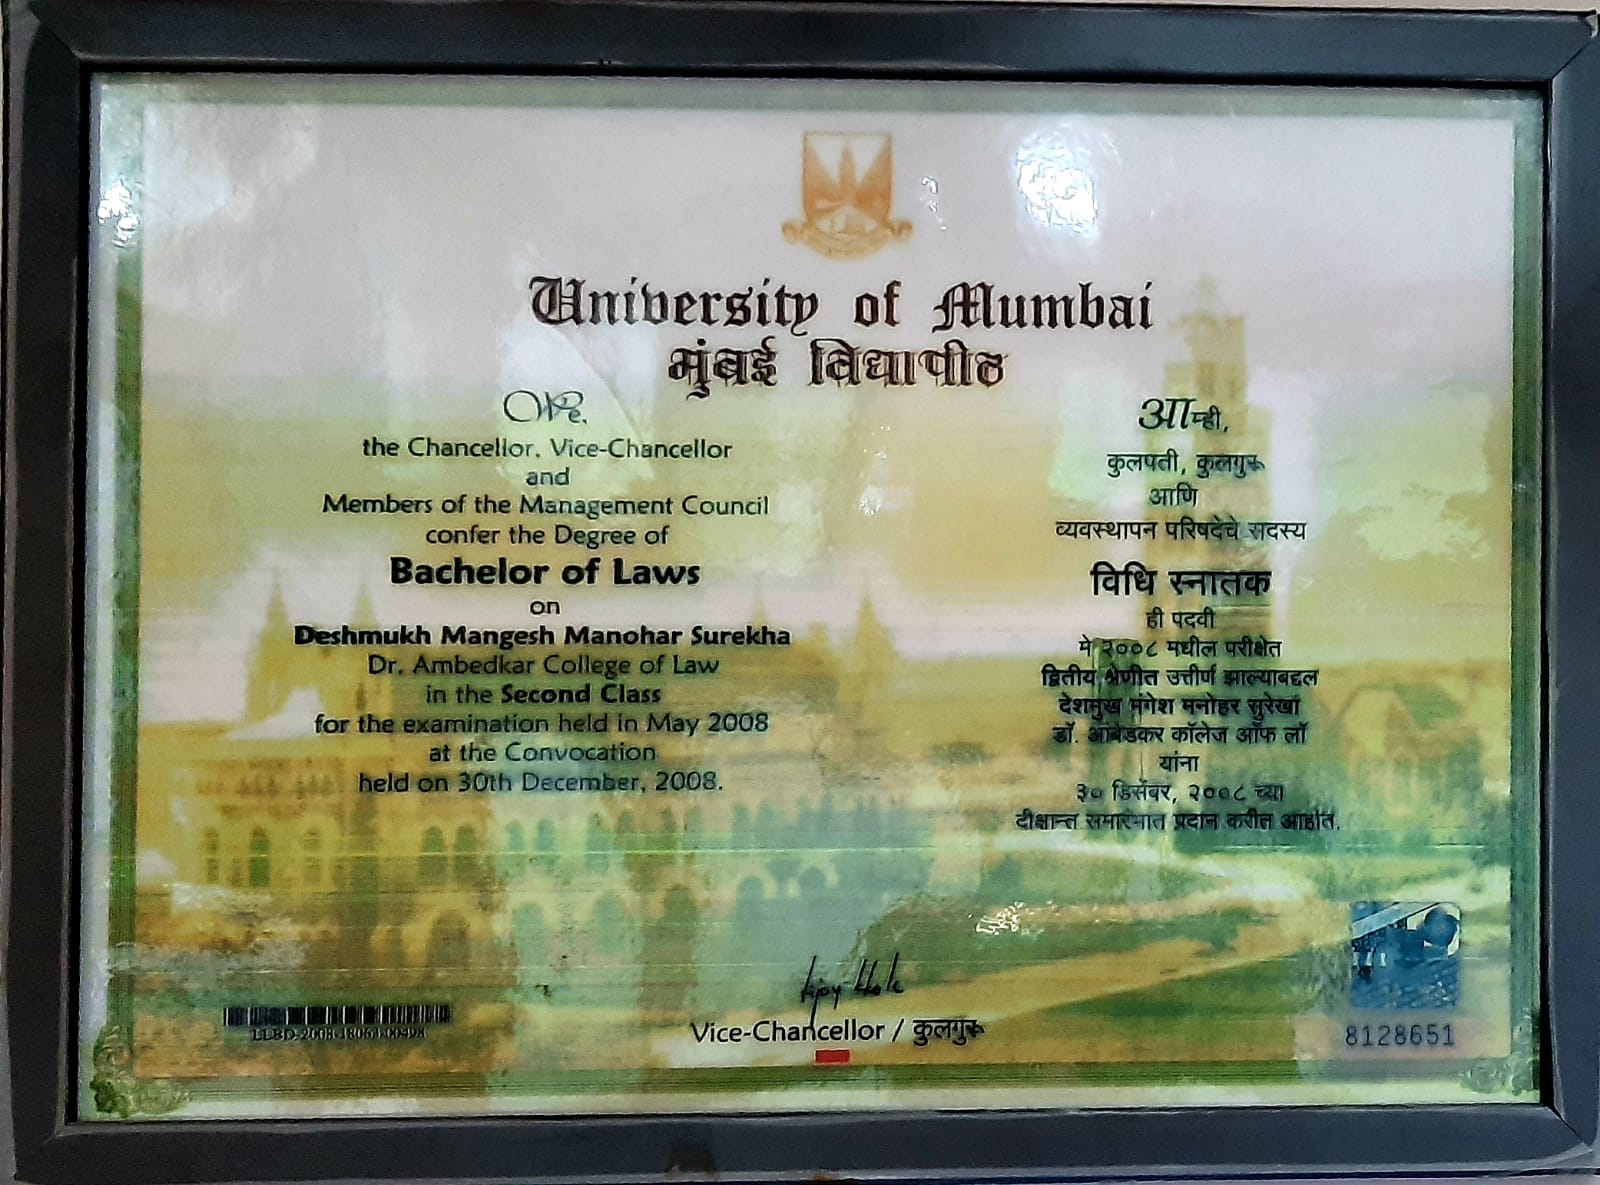 University of Mumbai
मुंबई विद्यापीठ
We,
the Chancellor, Vice-Chancellor
and
Members of the Management Council
confer the Degree of
Bachelor of Laws
on
Deshmukh Mangesh Manohar Surekha
Dr. Ambedkar College of Law
in the Second Class
for the examination held in May 2008
at the Convocation
held on 30th December, 2008.
आम्ही,
कुलपती, कुलगुरू
आणि
व्यवस्थापन परिषदेचे सदस्य
विधि स्नातक
ही पदवी
मे २००८ मधील परीक्षेत
द्वितीय श्रेणीत उत्तीर्ण झाल्याबद्दल
देशमुख मंगेश मनोहर सुरेखा
डॉ. आंबेडकर कॉलेज ऑफ लॉ
यांना
३० डिसेंबर, २००८ च्या
दीक्षान्त समारंभात प्रदान करीत आहोत.
Vice-Chancellor / कुलगुरू
8128651